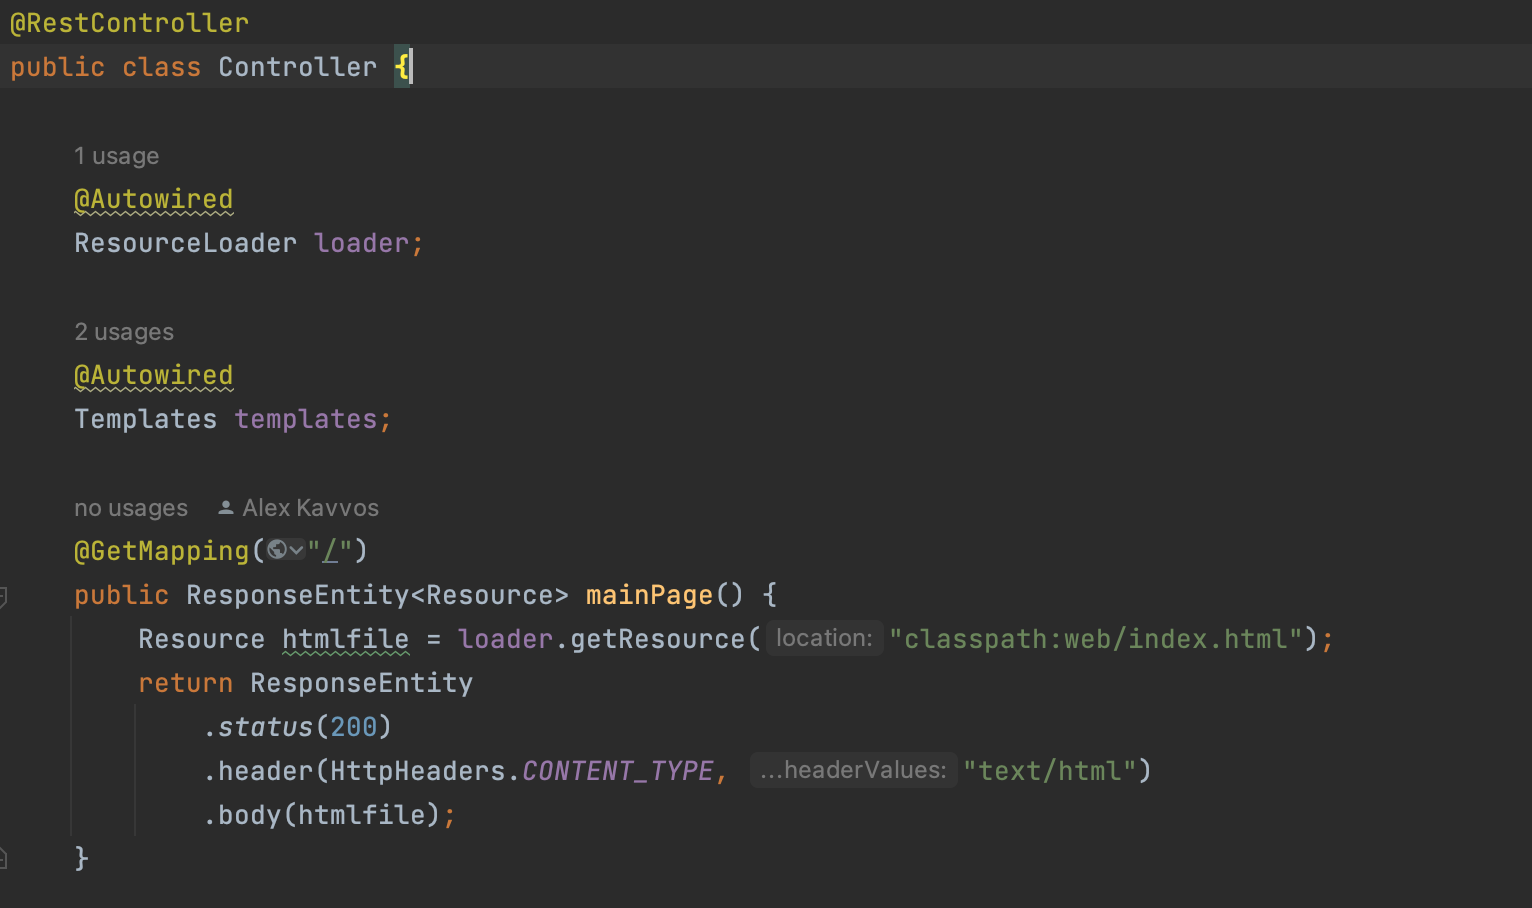 @RestController
public class Controller {
1 usage
@Autowired
ResourceLoader loader;
2 usages
@Autowired
Templates templates;
no usages Alex Kavvos
@GetMapping("/")
public ResponseEntity<Resource> mainPage() {
Resource htmlfile = loader.getResource( location: "classpath:web/index.html");
return ResponseEntity
.status(200)
.header(HttpHeaders.CONTENT_TYPE, ...headerValues: "text/html")
.body(htmlfile);
}